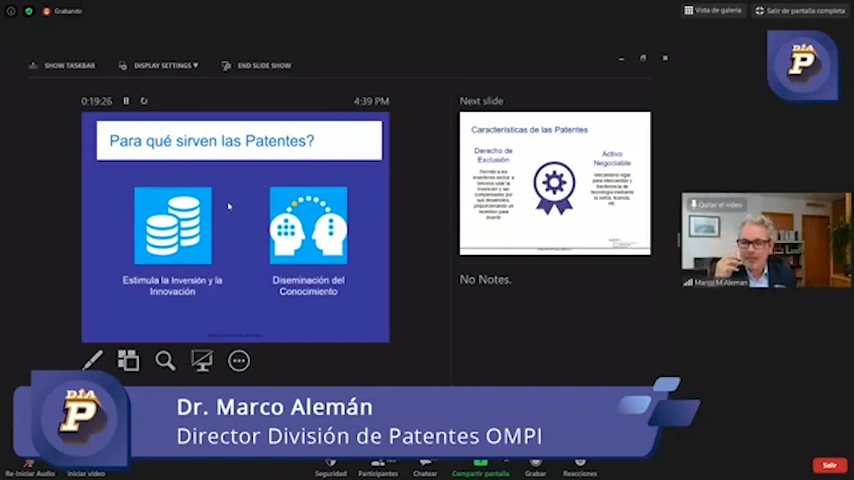 Grabando
Vista de galería
Salir de pantalla completa
DÍA
P
SHOW TASKBAR
DISPLAY SETTINGS ▼
END SLIDE SHOW
0:19:26
4:39 PM
Next slide
Para qué sirven las Patentes?
Estimula la Inversión y la
Innovación
Diseminación del
Conocimiento
Características de las Patentes
Derecho de
Exclusión
Activo
Negociable
No Notes.
Quitar el video
Marco M Aleman
DÍA
P
Dr. Marco Alemán
Director División de Patentes OMPI
Re-Iniciar Audio
Iniciar video
Seguridad
Participantes
Chatear
Compartir pantalla
Grabar
Reacciones
Salir